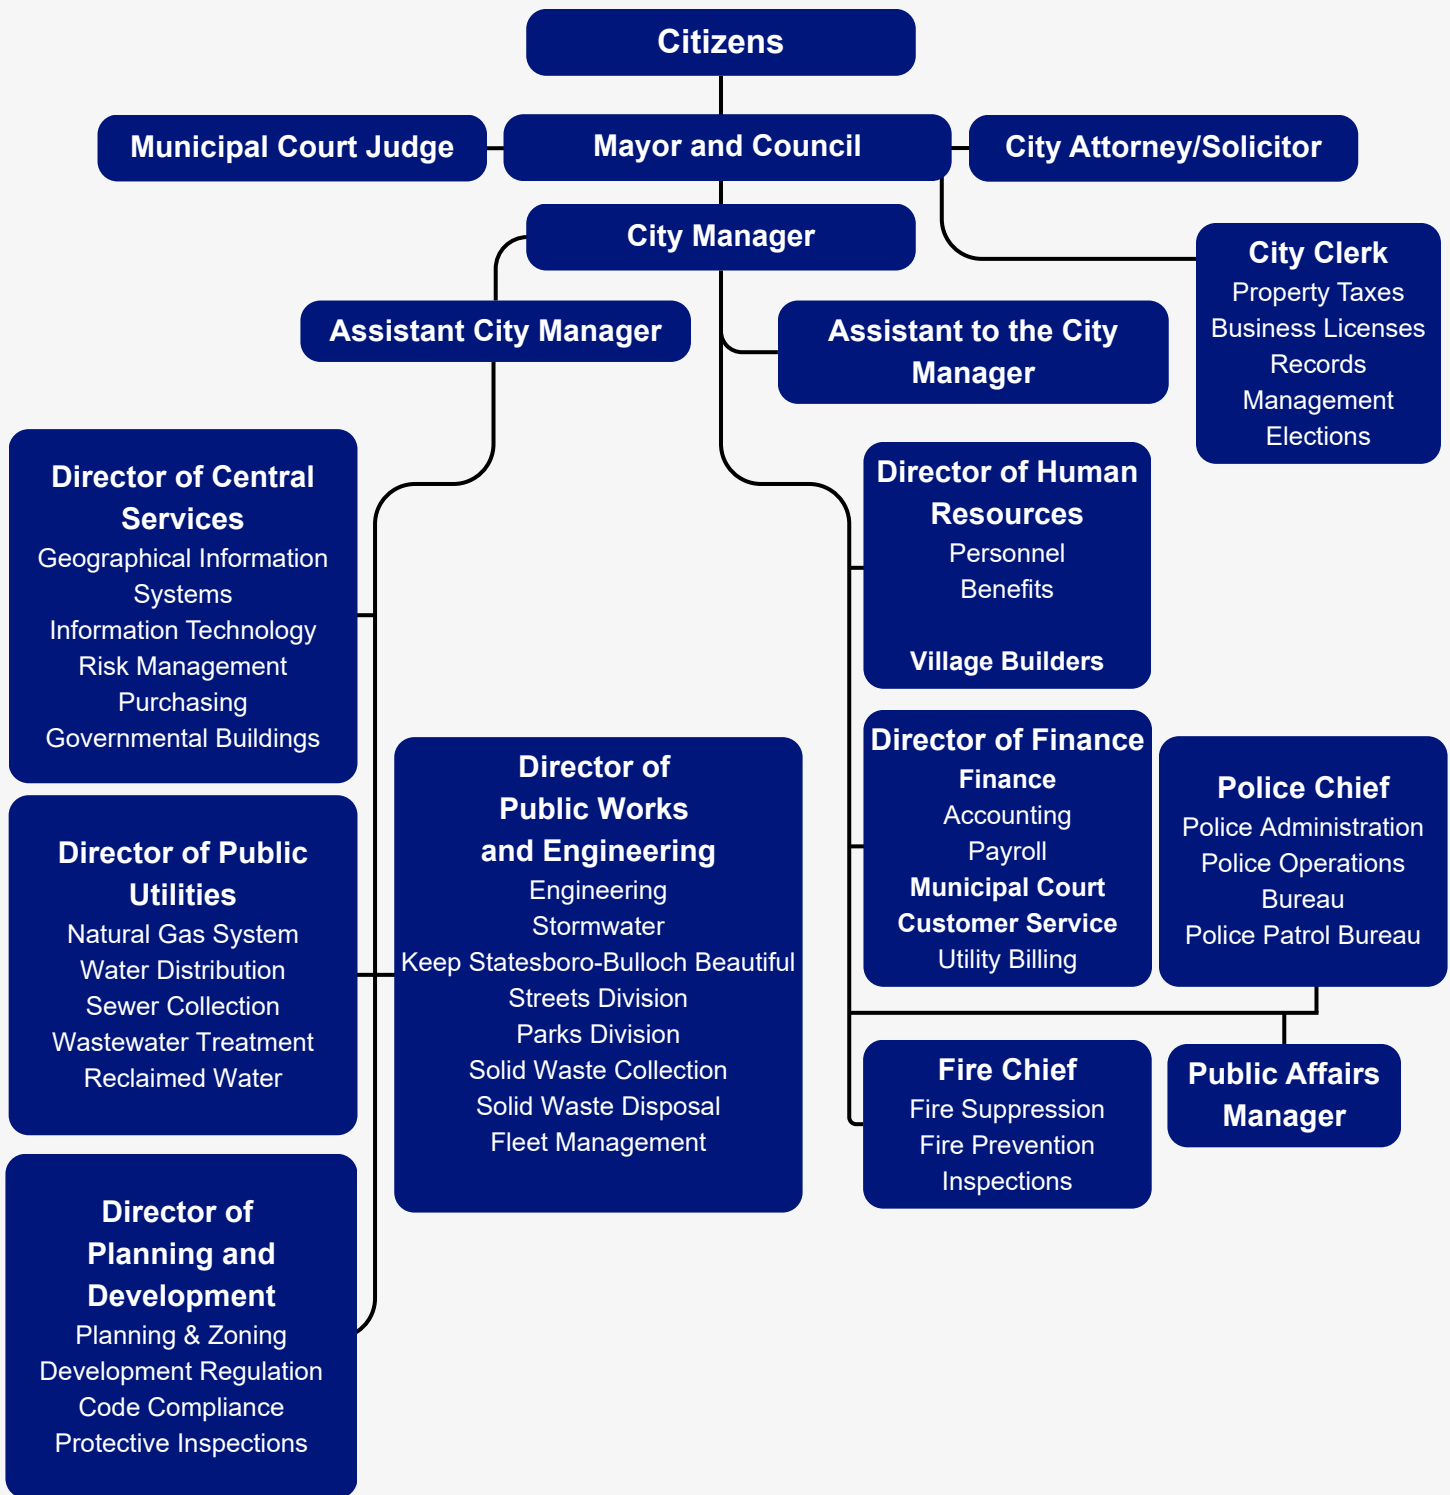 Citizens
Municipal Court Judge
Mayor and Council
City Attorney/Solicitor
City Manager
City Clerk
Property Taxes
Business Licenses
Records
Management
Elections
Assistant City Manager
Assistant to the City
Manager
Director of Central
Services
Geographical Information
Systems
Information Technology
Risk Management
Purchasing
Governmental Buildings
Director of Human
Resources
Personnel
Benefits
Village Builders
Director of Public
Utilities
Natural Gas System
Water Distribution
Sewer Collection
Wastewater Treatment
Reclaimed Water
Director of
Public Works
and Engineering
Engineering
Stormwater
Keep Statesboro-Bulloch Beautiful
Streets Division
Parks Division
Solid Waste Collection
Solid Waste Disposal
Fleet Management
Director of Finance
Finance
Accounting
Payroll
Municipal Court
Customer Service
Utility Billing
Police Chief
Police Administration
Police Operations
Bureau
Police Patrol Bureau
Fire Chief
Fire Suppression
Fire Prevention
Inspections
Public Affairs
Manager
Director of
Planning and
Development
Planning & Zoning
Development Regulation
Code Compliance
Protective Inspections